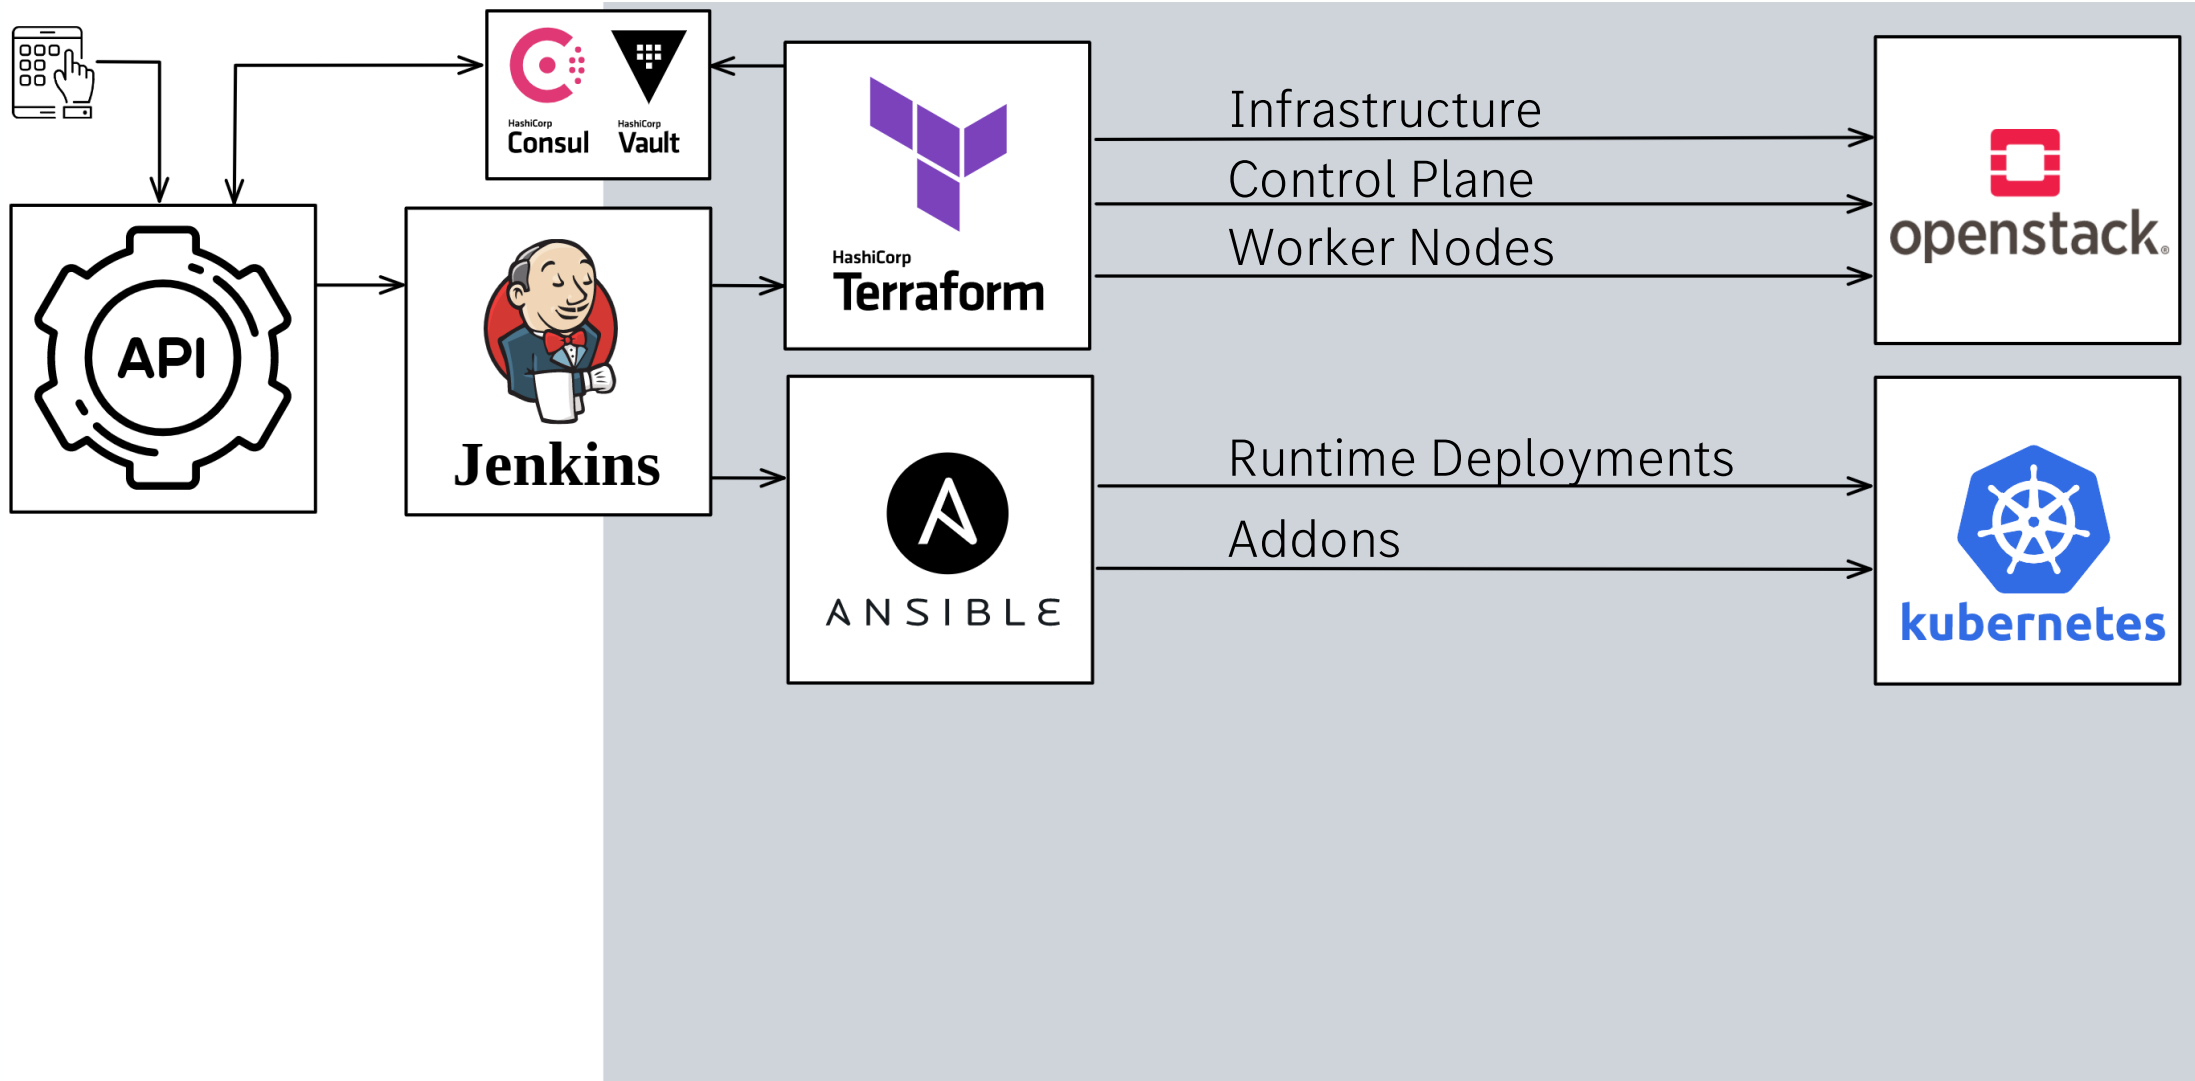 HashiCorp
Consul
HashiCorp
Vault
API
Jenkins
HashiCorp
Terraform
Infrastructure
Control Plane
Worker Nodes
openstack®
ANSIBLE
Runtime Deployments
Addons
kubernetes